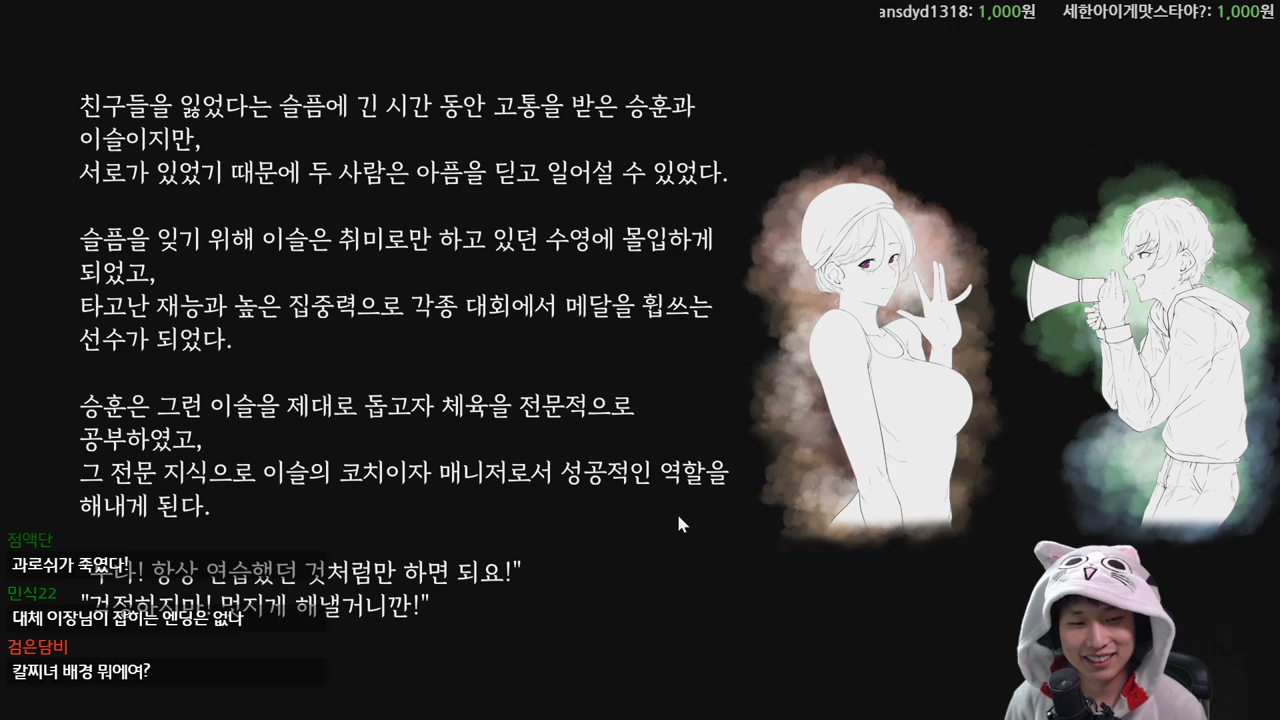 ansdyd1318: 1,000원 세한아이게맛스타야?: 1,000원
친구들을 잃었다는 슬픔에 긴 시간 동안 고통을 받은 승훈과
이슬이지만,
서로가 있었기 때문에 두 사람은 아픔을 딛고 일어설 수 있었다.
슬픔을 잊기 위해 이슬은 취미로만 하고 있던 수영에 몰입하게
되었고,
타고난 재능과 높은 집중력으로 각종 대회에서 메달을 휩쓰는
선수가 되었다.
승훈은 그런 이슬을 제대로 돕고자 체육을 전문적으로
공부하였고,
그 전문 지식으로 이슬의 코치이자 매니저로서 성공적인 역할을
해내게 된다.
항상 연습했던 것처럼만 하면 되요!"
멋지게 해낼거니깐!"
점액단
과로쉬가 죽였다!
민식22
대체 이장님이 잡히는 엔딩은 없나
검은담비
칼찌녀 배경 뭐에여?